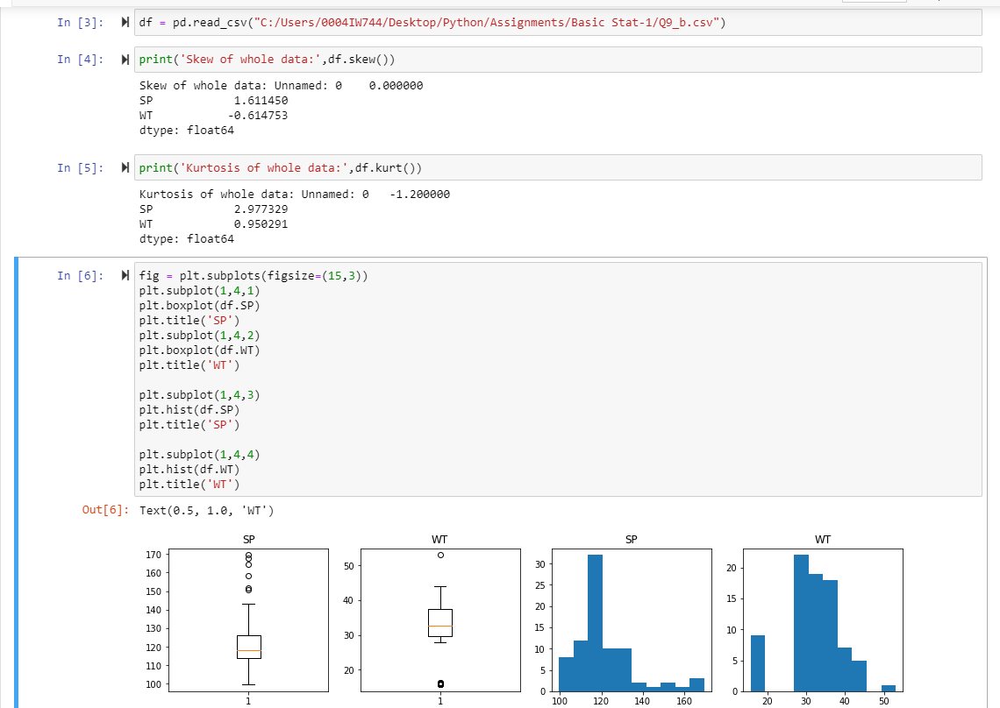 In [3]: df = pd.read_csv("C:/Users/0004IW744/Desktop/Python/Assignments/Basic Stat-1/Q9_b.csv")
In [4]: print('Skew of whole data:',df.skew())
Skew of whole data: Unnamed: 0    0.000000
SP            1.611450
WT           -0.614753
dtype: float64
In [5]: print('Kurtosis of whole data:',df.kurt())
Kurtosis of whole data: Unnamed: 0   -1.200000
SP            2.977329
WT            0.950291
dtype: float64
In [6]: fig = plt.subplots(figsize=(15,3))
plt.subplot(1,4,1)
plt.boxplot(df.SP)
plt.title('SP')
plt.subplot(1,4,2)
plt.boxplot(df.WT)
plt.title('WT')
plt.subplot(1,4,3)
plt.hist(df.SP)
plt.title('SP')
plt.subplot(1,4,4)
plt.hist(df.WT)
plt.title('WT')
Out[6]: Text(0.5, 1.0, 'WT')
SP
170
160
150
140
130
120
110
100
1
WT
50
40
30
20
1
SP
30
25
20
15
10
5
0
100 120 140 160
WT
20
15
10
5
0
20 30 40 50